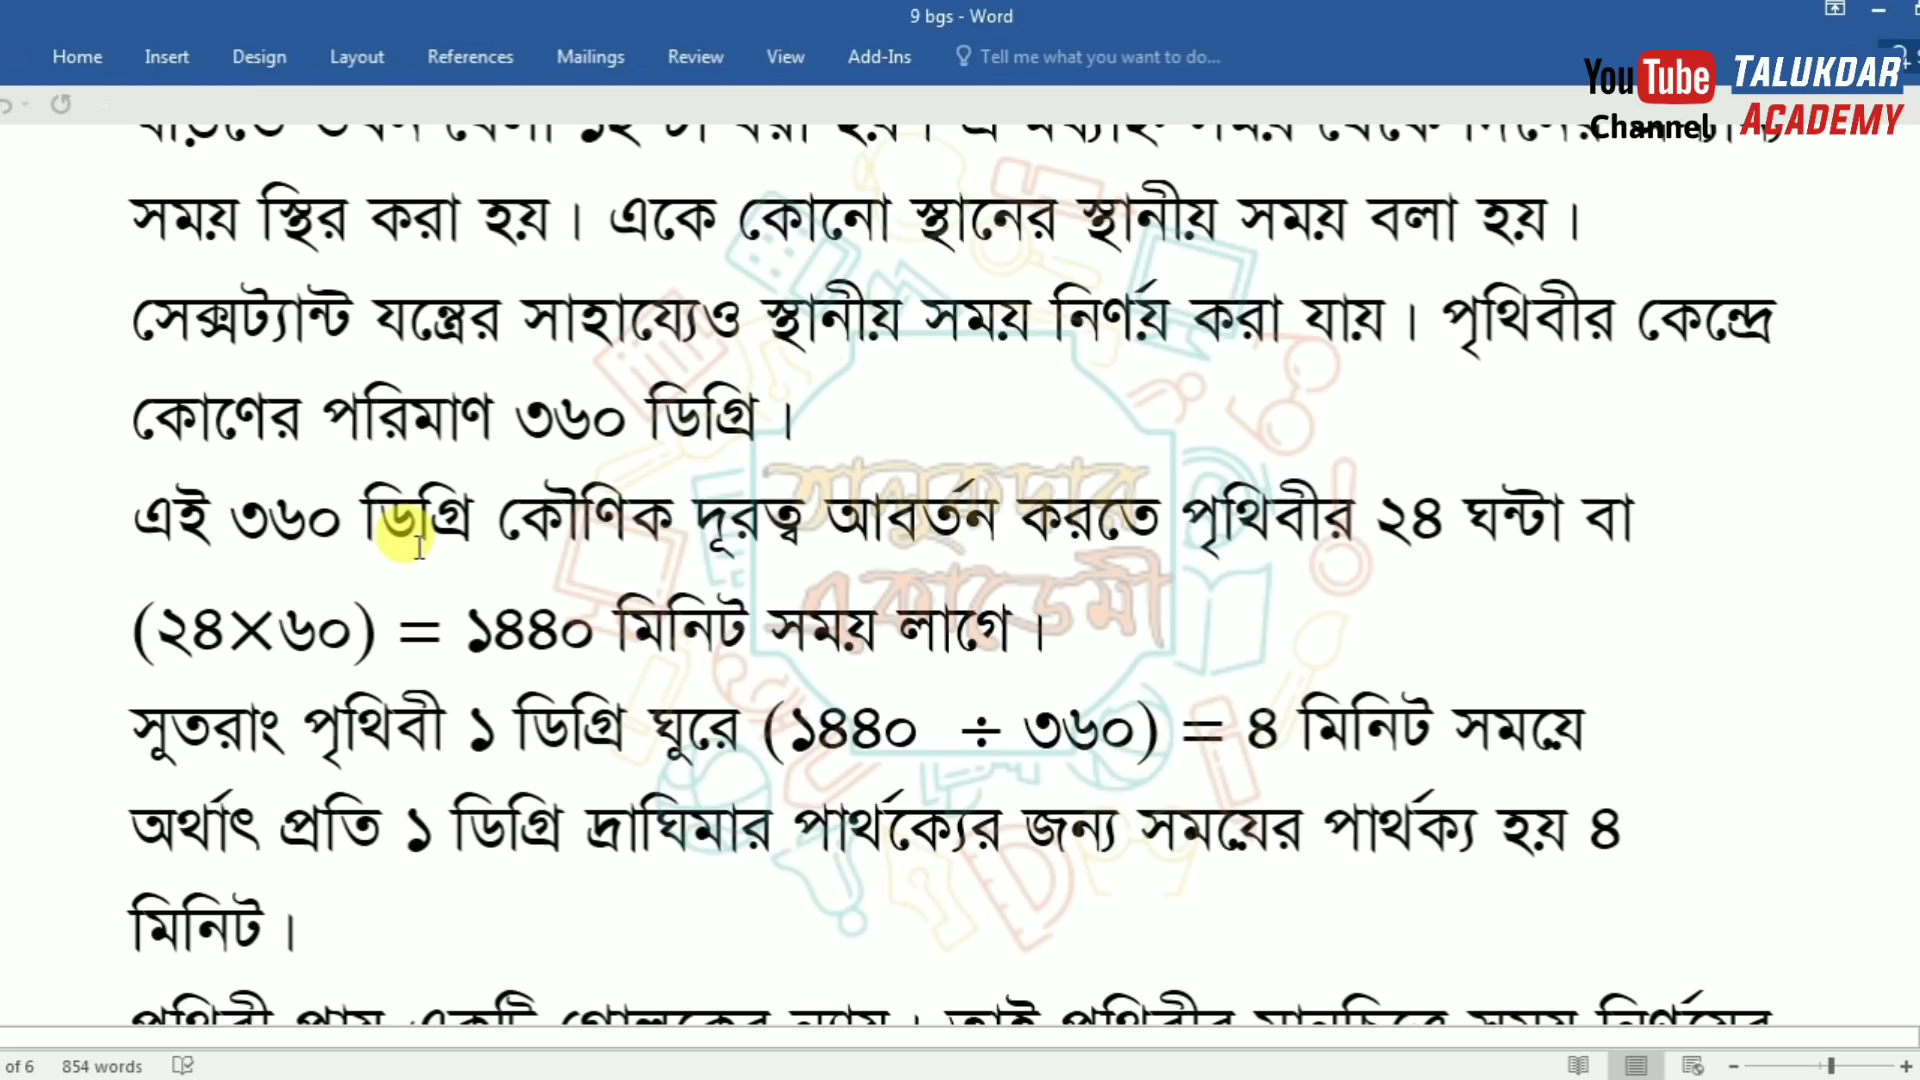 9 bgs - Word
Home Insert Design Layout References Mailings Review View Add-Ins Tell me what you want to do...
YouTube TALUKDAR
Channel ACADEMY
সময় স্থির করা হয়। একে কোনো স্থানের স্থানীয় সময় বলা হয়।
সেক্সট্যান্ট যন্ত্রের সাহায্যেও স্থানীয় সময় নির্ণয় করা যায়। পৃথিবীর কেন্দ্রে
কোণের পরিমাণ ৩৬০ ডিগ্রি।
এই ৩৬০ ডিগ্রি কৌণিক দূরত্ব আবর্তন করতে পৃথিবীর ২৪ ঘন্টা বা
(২৪×৬০) = ১৪৪০ মিনিট সময় লাগে।
সুতরাং পৃথিবী ১ ডিগ্রি ঘুরে (১৪৪০ ÷ ৩৬০) = ৪ মিনিট সময়ে
অর্থাৎ প্রতি ১ ডিগ্রি দ্রাঘিমার পার্থক্যের জন্য সময়ের পার্থক্য হয় ৪
মিনিট।
তালুকদার
একাডেমী
of 6 854 words